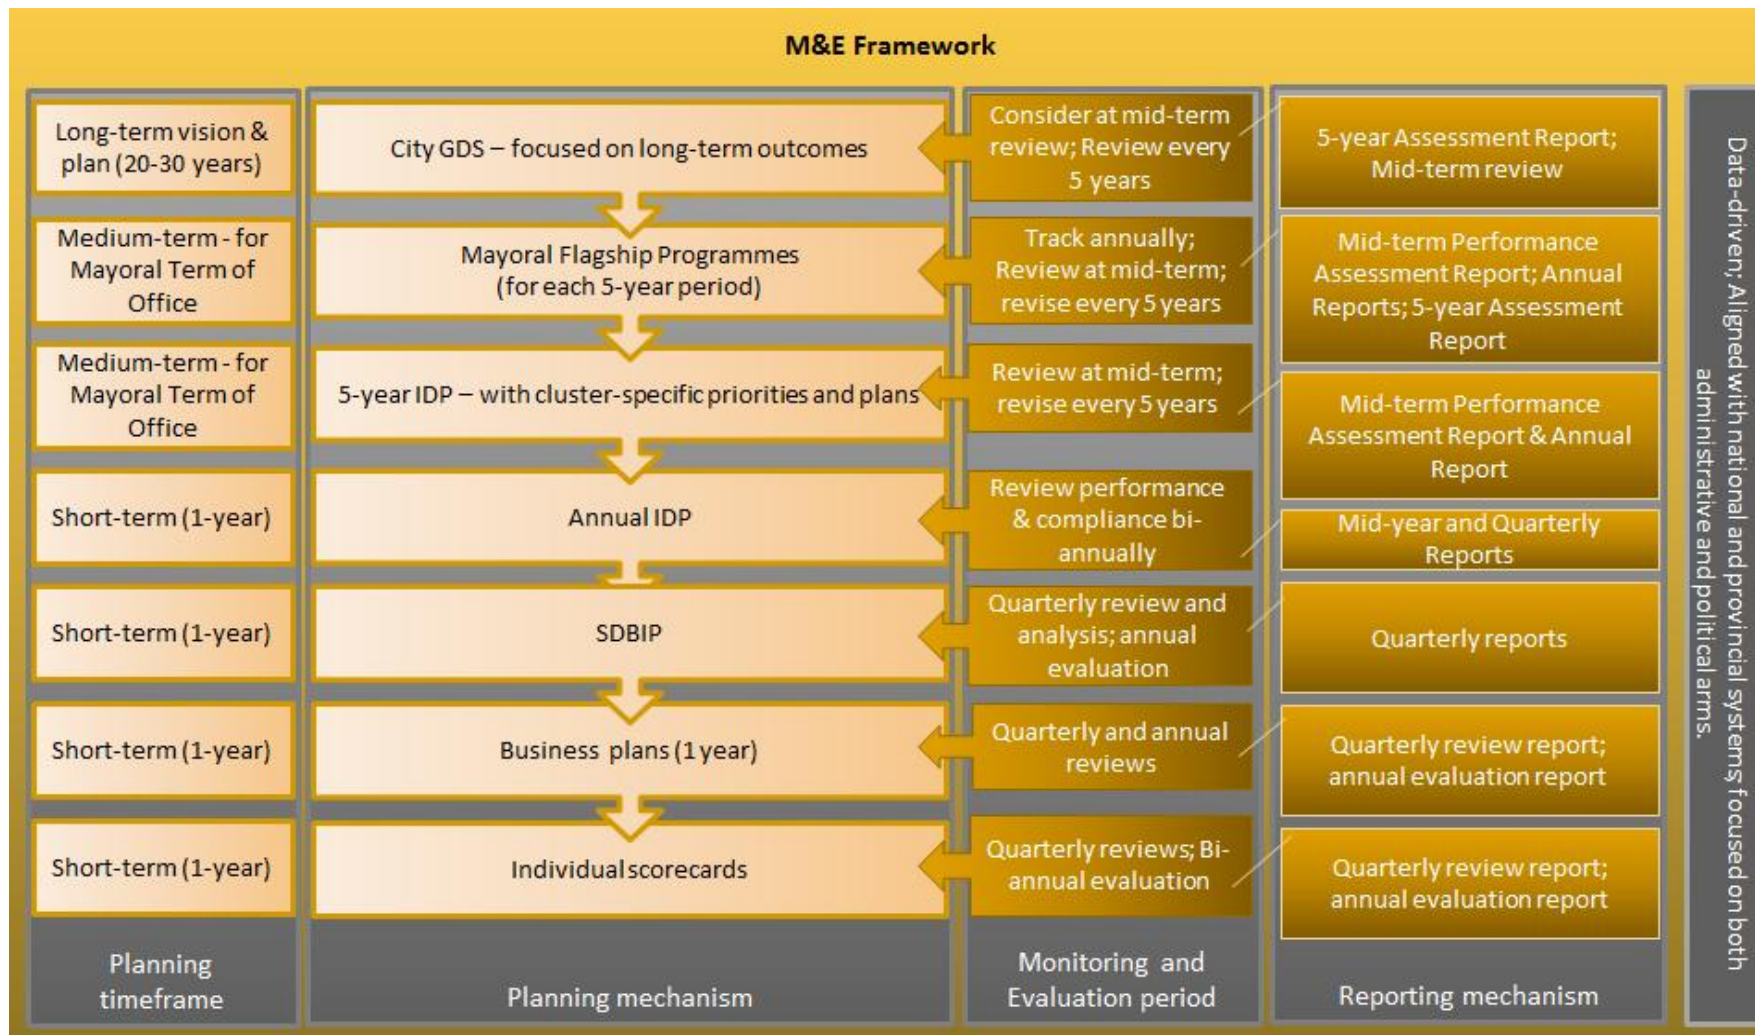 M&E Framework
Long-term vision &
plan (20-30 years)
City GDS – focused on long-term outcomes
Consider at mid-term
review; Review every
5 years
5-year Assessment Report;
Mid-term review
Medium-term - for
Mayoral Term of
Office
Mayoral Flagship Programmes
(for each 5-year period)
Track annually;
Review at mid-term;
revise every 5 years
Mid-term Performance
Assessment Report; Annual
Reports; 5-year Assessment
Report
Medium-term - for
Mayoral Term of
Office
5-year IDP – with cluster-specific priorities and plans
Review at mid-term;
revise every 5 years
Mid-term Performance
Assessment Report & Annual
Report
Short-term (1-year)
Annual IDP
Review performance
& compliance bi-
annually
Mid-year and Quarterly
Reports
Short-term (1-year)
SDBIP
Quarterly review and
analysis; annual
evaluation
Quarterly reports
Short-term (1-year)
Business plans (1 year)
Quarterly and annual
reviews
Quarterly review report;
annual evaluation report
Short-term (1-year)
Individual scorecards
Quarterly reviews; Bi-
annual evaluation
Quarterly review report;
annual evaluation report
Planning
timeframe
Planning mechanism
Monitoring and
Evaluation period
Reporting mechanism
Data-driven; Aligned with national and provincial systems; focused on both
administrative and political arms.